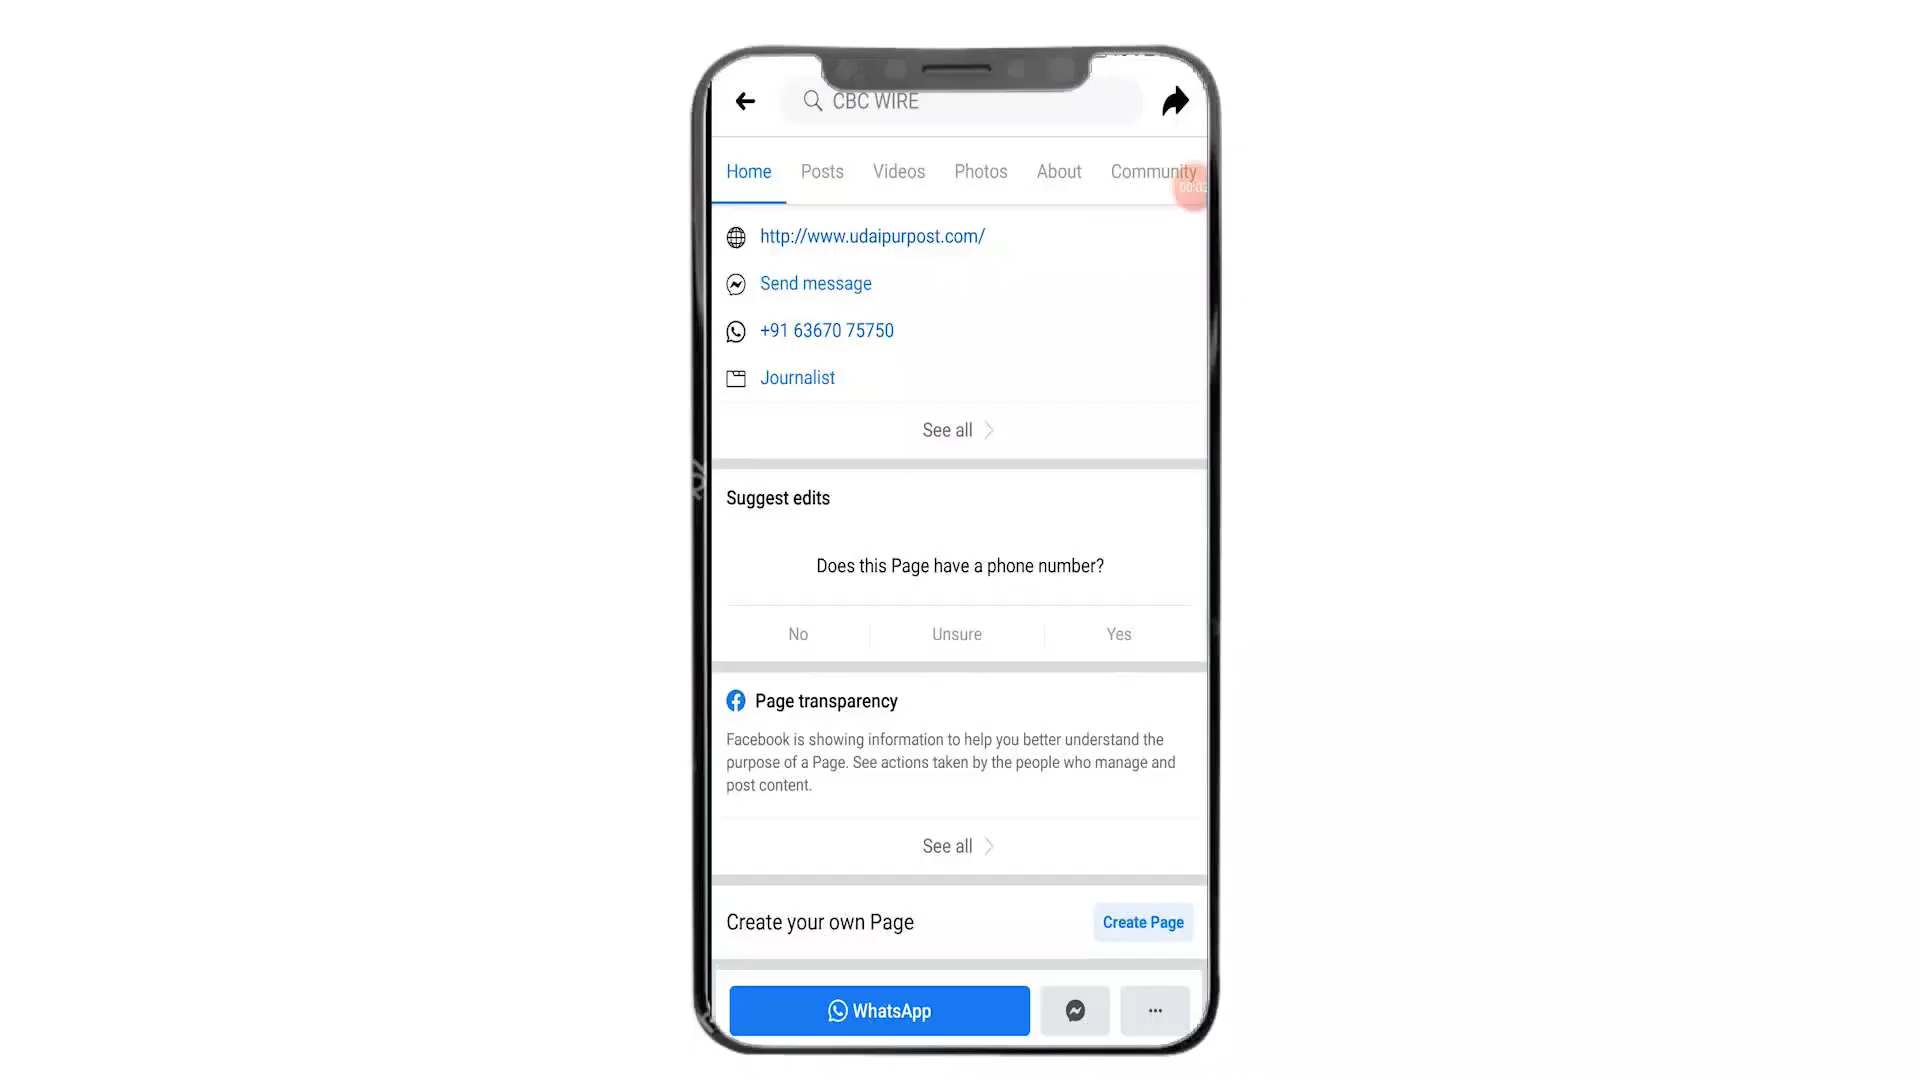 CBC WIRE
Home Posts Videos Photos About Community
00:03
http://www.udaipurpost.com/
Send message
+91 63670 75750
Journalist
See all
Suggest edits
Does this Page have a phone number?
No Unsure Yes
Page transparency
Facebook is showing information to help you better understand the
purpose of a Page. See actions taken by the people who manage and
post content.
See all
Create your own Page Create Page
WhatsApp